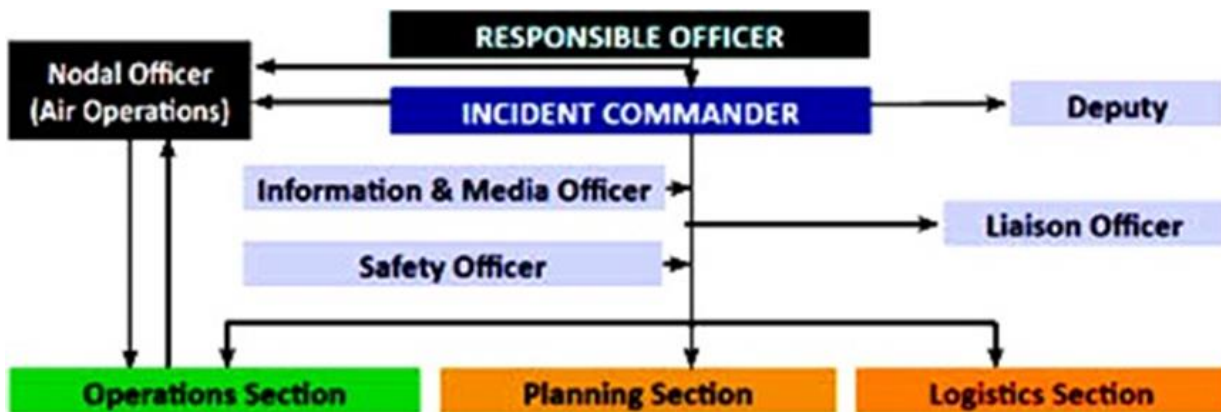 RESPONSIBLE OFFICER
Nodal Officer
(Air Operations)
INCIDENT COMMANDER
Deputy
Information & Media Officer
Liaison Officer
Safety Officer
Operations Section
Planning Section
Logistics Section